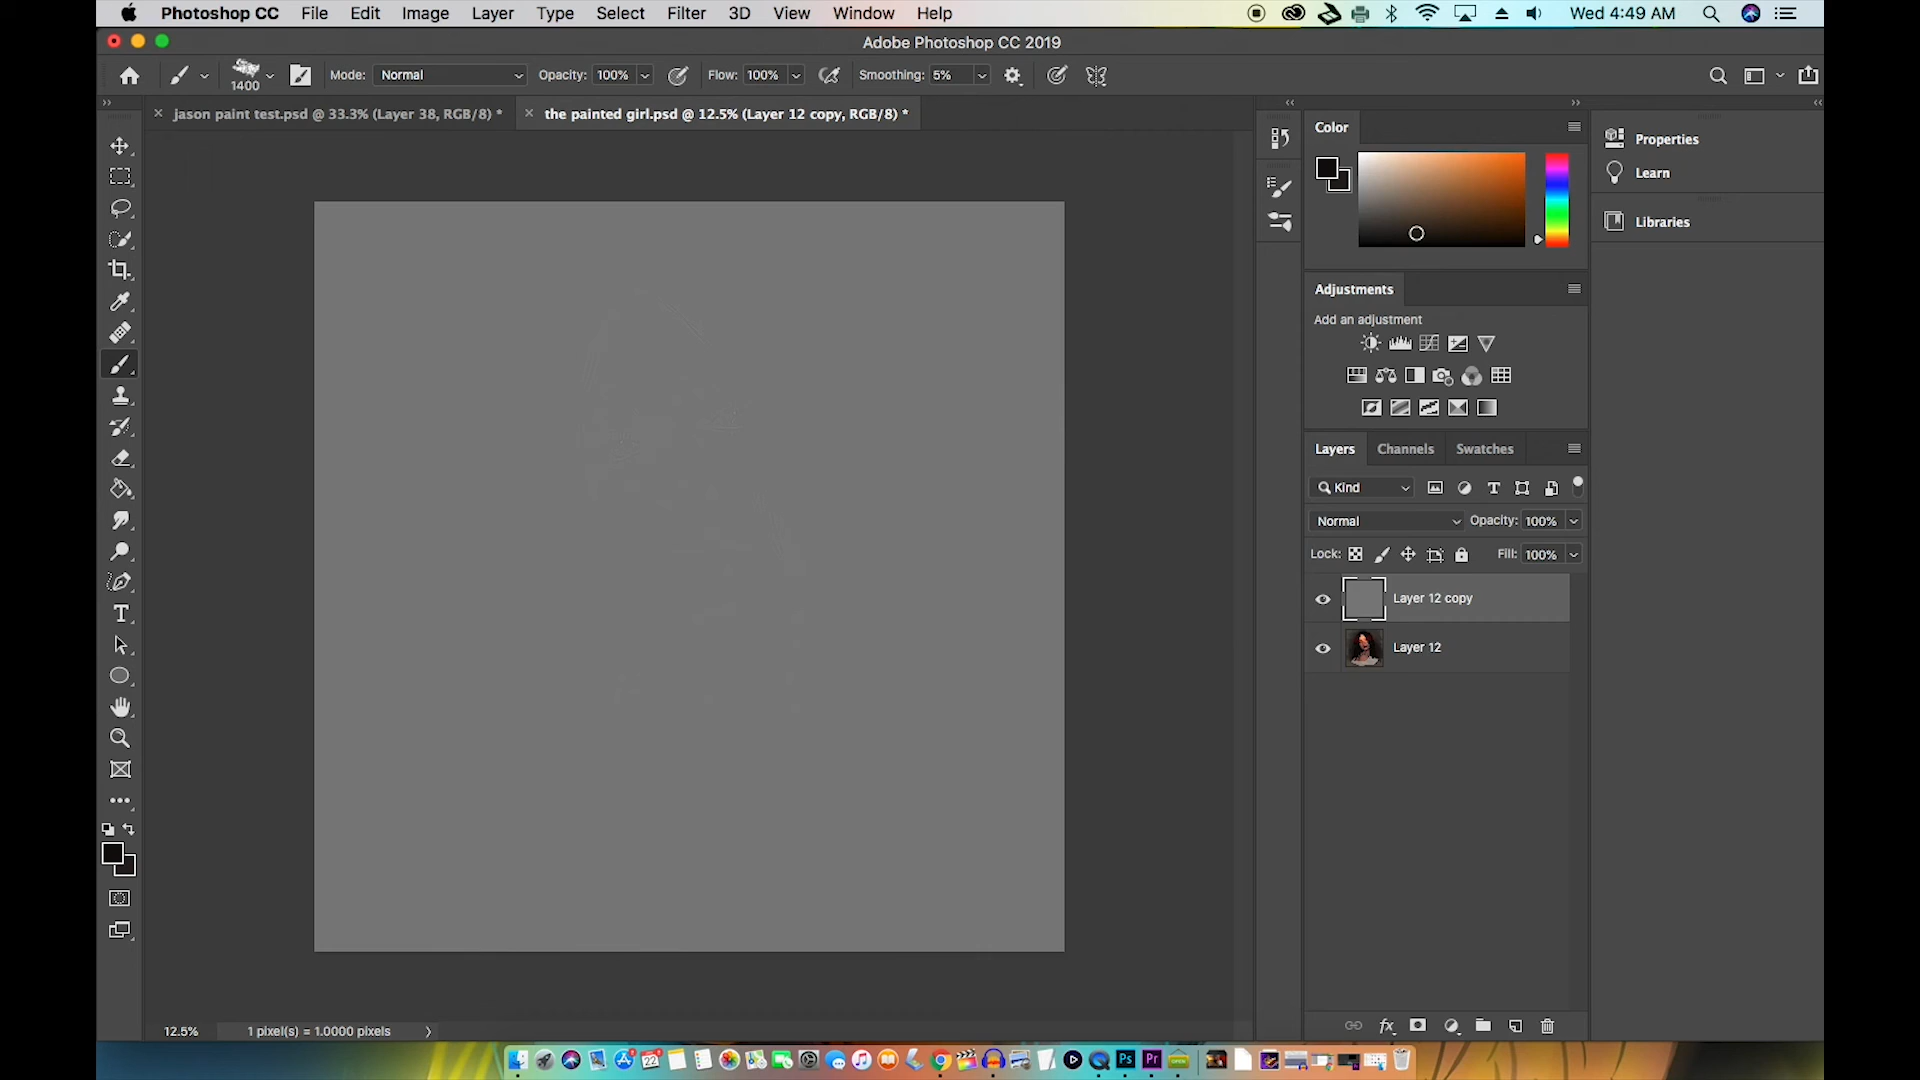 Photoshop CC File Edit Image Layer Type Select Filter 3D View Window Help Wed 4:49 AM
Adobe Photoshop CC 2019
1400 Mode: Normal Opacity: 100% Flow: 100% Smoothing: 5%
jason paint test.psd @ 33.3% (Layer 38, RGB/8) *
the painted girl.psd @ 12.5% (Layer 12 copy, RGB/8) *
Color
Properties
Learn
Libraries
Adjustments
Add an adjustment
Layers Channels Swatches
Kind
Normal Opacity: 100%
Lock: Fill: 100%
Layer 12 copy
Layer 12
12.5% 1 pixel(s) = 1.0000 pixels
22
Ps
Pr